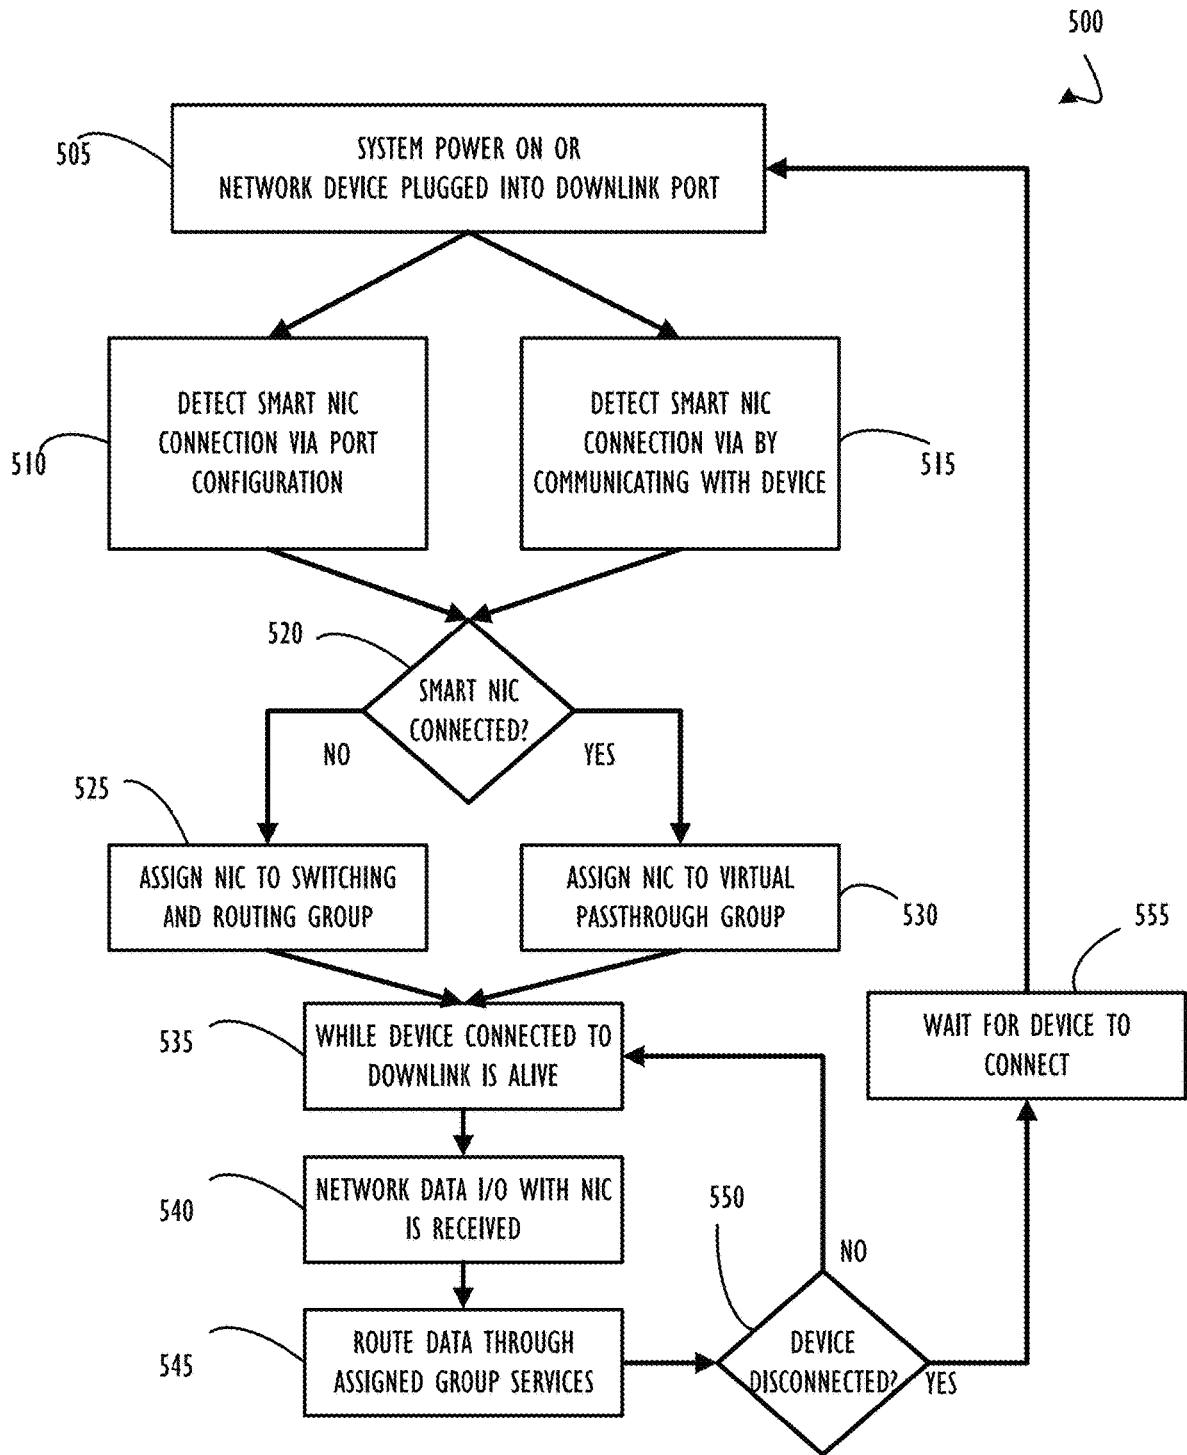 500
505
SYSTEM POWER ON OR
NETWORK DEVICE PLUGGED INTO DOWNLINK PORT
510
DETECT SMART NIC
CONNECTION VIA PORT
CONFIGURATION
DETECT SMART NIC
CONNECTION VIA BY
COMMUNICATING WITH DEVICE
515
520
SMART NIC
CONNECTED?
NO
YES
525
ASSIGN NIC TO SWITCHING
AND ROUTING GROUP
ASSIGN NIC TO VIRTUAL
PASSTHROUGH GROUP
530
555
WAIT FOR DEVICE TO
CONNECT
535
WHILE DEVICE CONNECTED TO
DOWNLINK IS ALIVE
540
NETWORK DATA I/O WITH NIC
IS RECEIVED
545
ROUTE DATA THROUGH
ASSIGNED GROUP SERVICES
550
NO
DEVICE
DISCONNECTED?
YES